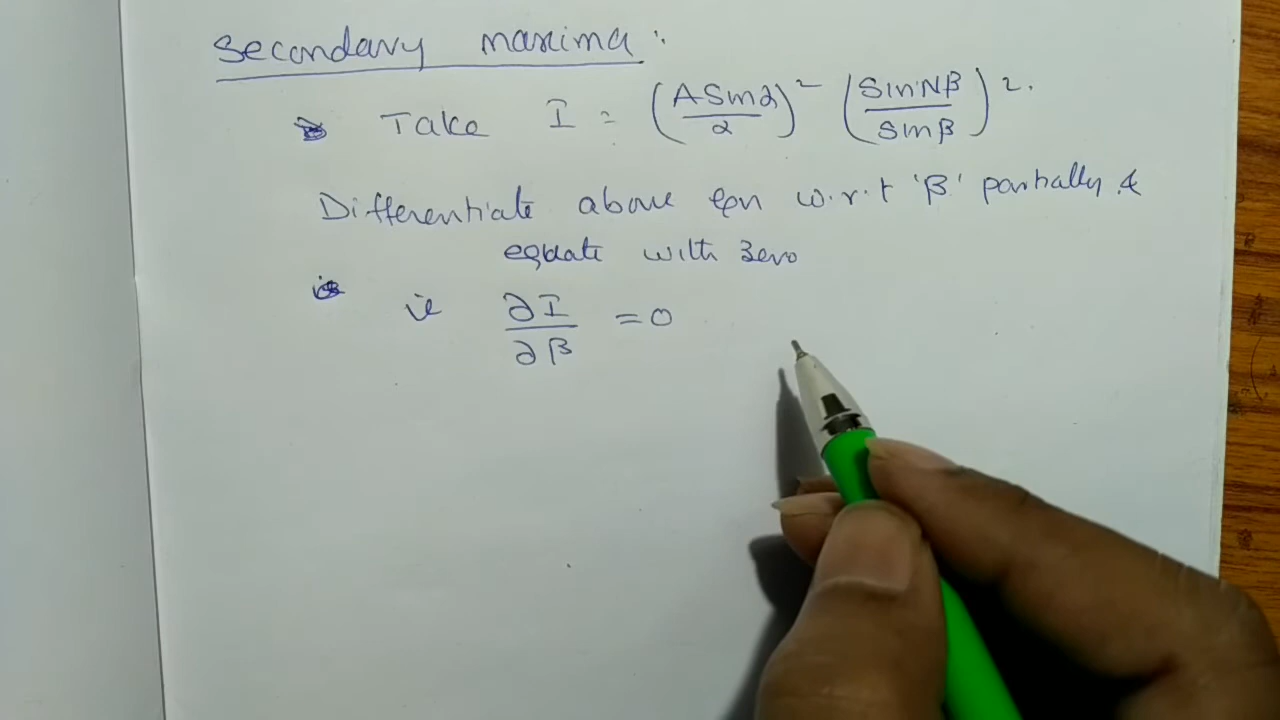 Secondary maxima :
Take I = (A Sin α / α)² (Sin Nβ / Sin β)².
Differentiate above eqn w.r.t 'β' partially &
equate with zero
ie ∂I / ∂β = 0